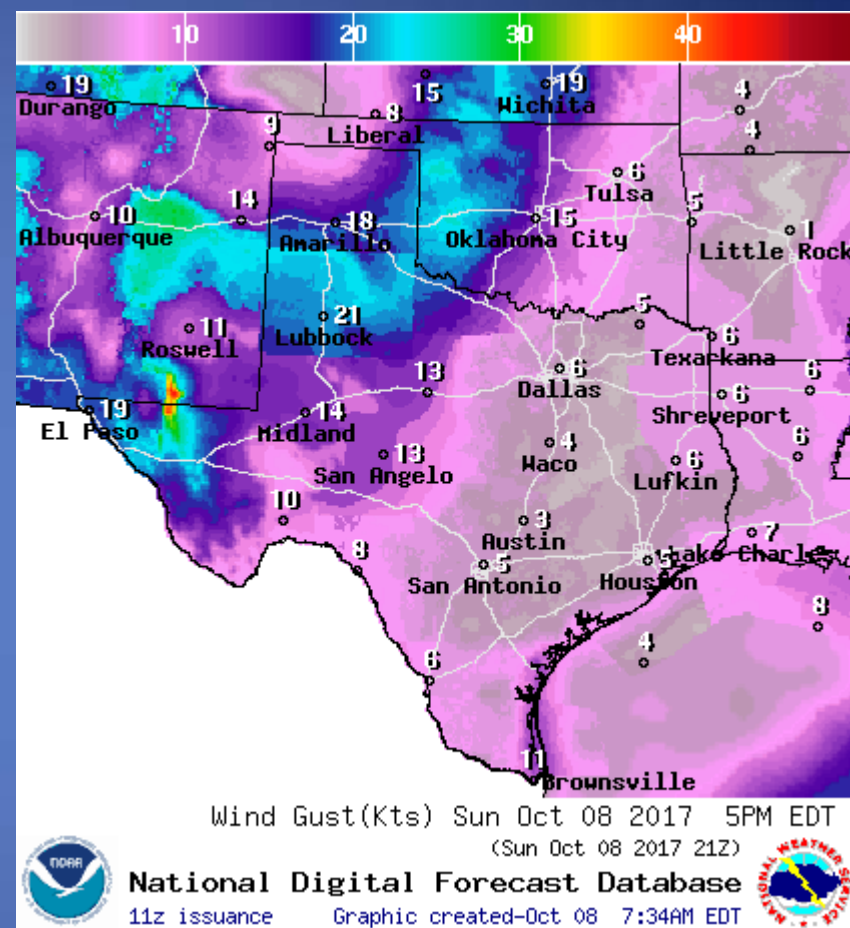 10 20 30 40
19 15 19 4
Durango Wichita
9 8 4
Liberal
6
Tulsa
10 14 18 15 5 1
Albuquerque Amarillo Oklahoma City Little Rock
11 21 5
Roswell Lubbock 6
Texarkana
13 6
Dallas 6 6
19 14 Shreveport
El Paso Midland
13 4 6 6
San Angelo Waco Lufkin
10 3 7
Austin
8 5 5 Lake Charles
San Antonio Houston
8
4
6
11
Brownsville
Wind Gust(Kts) Sun Oct 08 2017 5PM EDT
(Sun Oct 08 2017 21Z)
NOAA
NATIONAL WEATHER SERVICE
National Digital Forecast Database
11z issuance Graphic created-Oct 08 7:34AM EDT